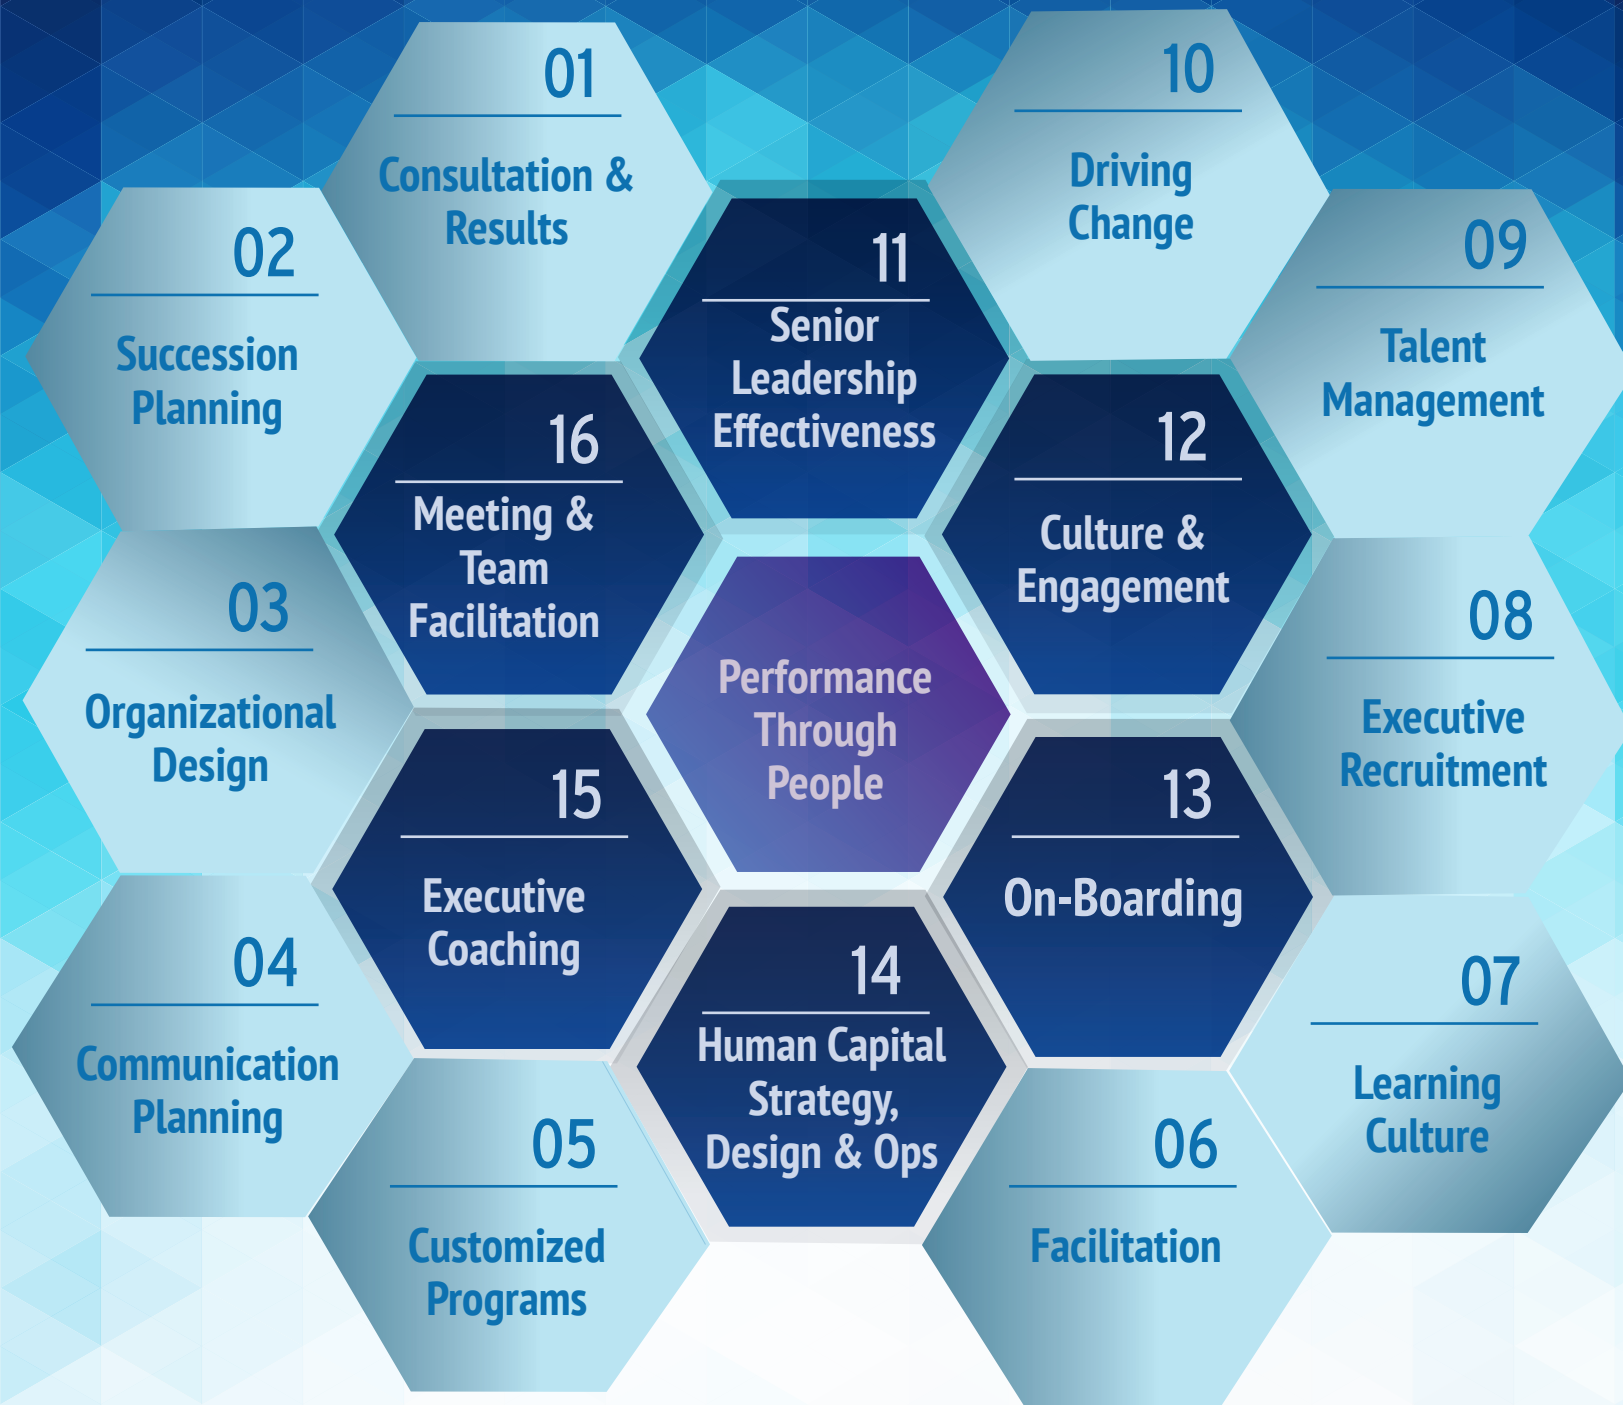 01
Consultation &
Results
02
Succession
Planning
03
Organizational
Design
04
Communication
Planning
05
Customized
Programs
06
Facilitation
07
Learning
Culture
08
Executive
Recruitment
09
Talent
Management
10
Driving
Change
11
Senior
Leadership
Effectiveness
12
Culture &
Engagement
13
On-Boarding
14
Human Capital
Strategy,
Design & Ops
15
Executive
Coaching
16
Meeting &
Team
Facilitation
Performance
Through
People